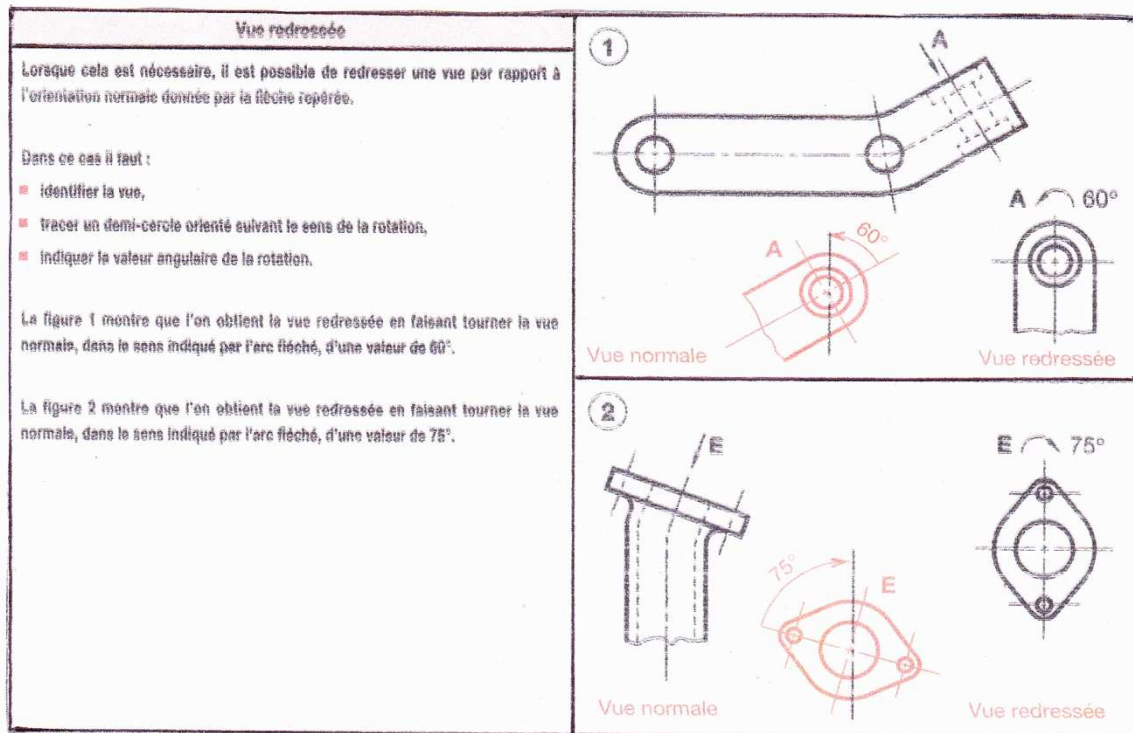 Vue redressée
Lorsque cela est nécessaire, il est possible de redresser une vue par rapport à
l'orientation normale donnée par la flèche repérée.
Dans ce cas il faut :
identifier la vue,
tracer un demi-cercle orienté suivant le sens de la rotation,
indiquer la valeur angulaire de la rotation.
La figure 1 montre que l'on obtient la vue redressée en faisant tourner la vue
normale, dans le sens indiqué par l'arc fléché, d'une valeur de 60°.
La figure 2 montre que l'on obtient la vue redressée en faisant tourner la vue
normale, dans le sens indiqué par l'arc fléché, d'une valeur de 75°.
1
A
A 60°
A
60°
Vue normale
Vue redressée
2
E
E 75°
75°
E
Vue normale
Vue redressée